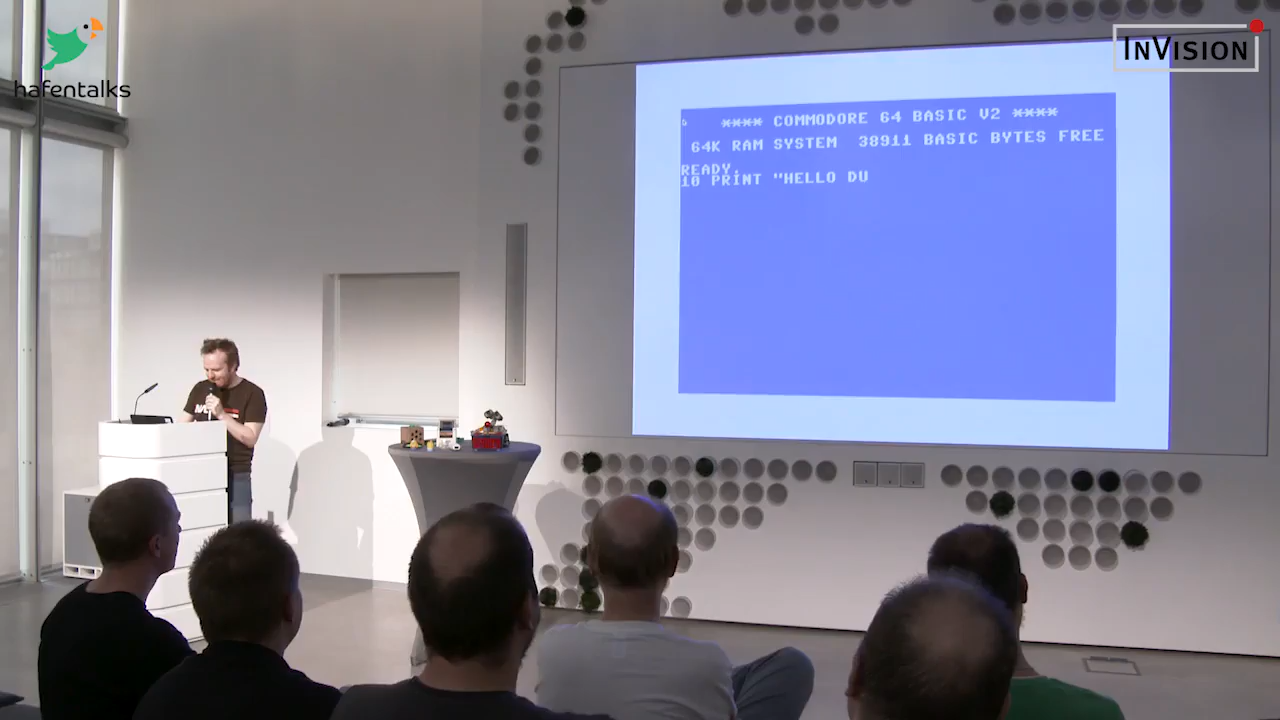 hafentalks
INVISION
**** COMMODORE 64 BASIC V2 ****
64K RAM SYSTEM 38911 BASIC BYTES FREE
READY.
10 PRINT "HELLO DU